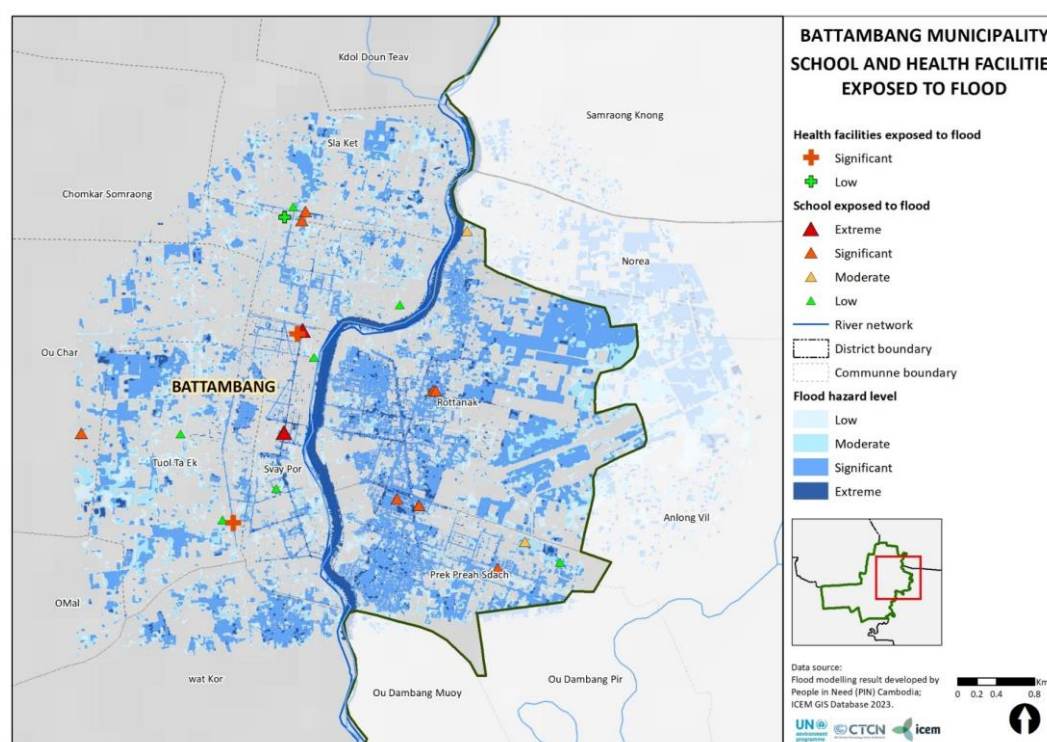 BATTAMBANG MUNICIPALITY
SCHOOL AND HEALTH FACILITIE
EXPOSED TO FLOOD
Health facilities exposed to flood
Significant
Low
School exposed to flood
Extreme
Significant
Moderate
Low
River network
District boundary
Communne boundary
Flood hazard level
Low
Moderate
Significant
Extreme
Kdol Doun Teav
Samraong Knong
Sla Ket
Chomkar Somraong
Norea
Ou Char
BATTAMBANG
Rottanak
Tuol Ta Ek
Svay Por
Anlong Vil
Prek Preah Sdach
OMal
wat Kor
Ou Dambang Muoy
Ou Dambang Pir
Data source:
Flood modelling result developed by
People in Need (PIN) Cambodia;
ICEM GIS Database 2023.
Km
0 0.2 0.4 0.8
UN
environment
programme
CTCN
icem